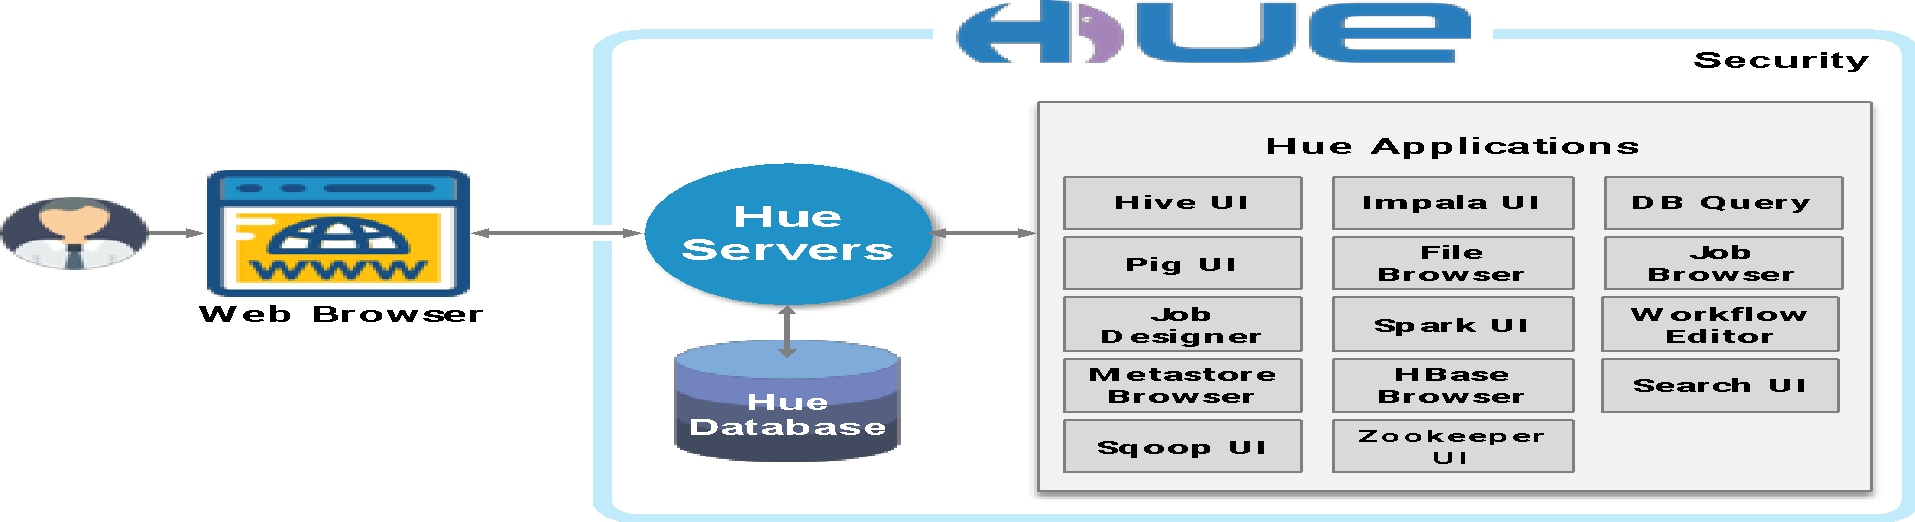 HUE
Security
Hue Applications
Hive UI
Impala UI
DB Query
Pig UI
File
Browser
Job
Browser
Job
Designer
Spark UI
Workflow
Editor
Metastore
Browser
HBase
Browser
Search UI
Sqoop UI
Zookeeper
UI
Hue
Servers
Hue
Database
WWW
Web Browser